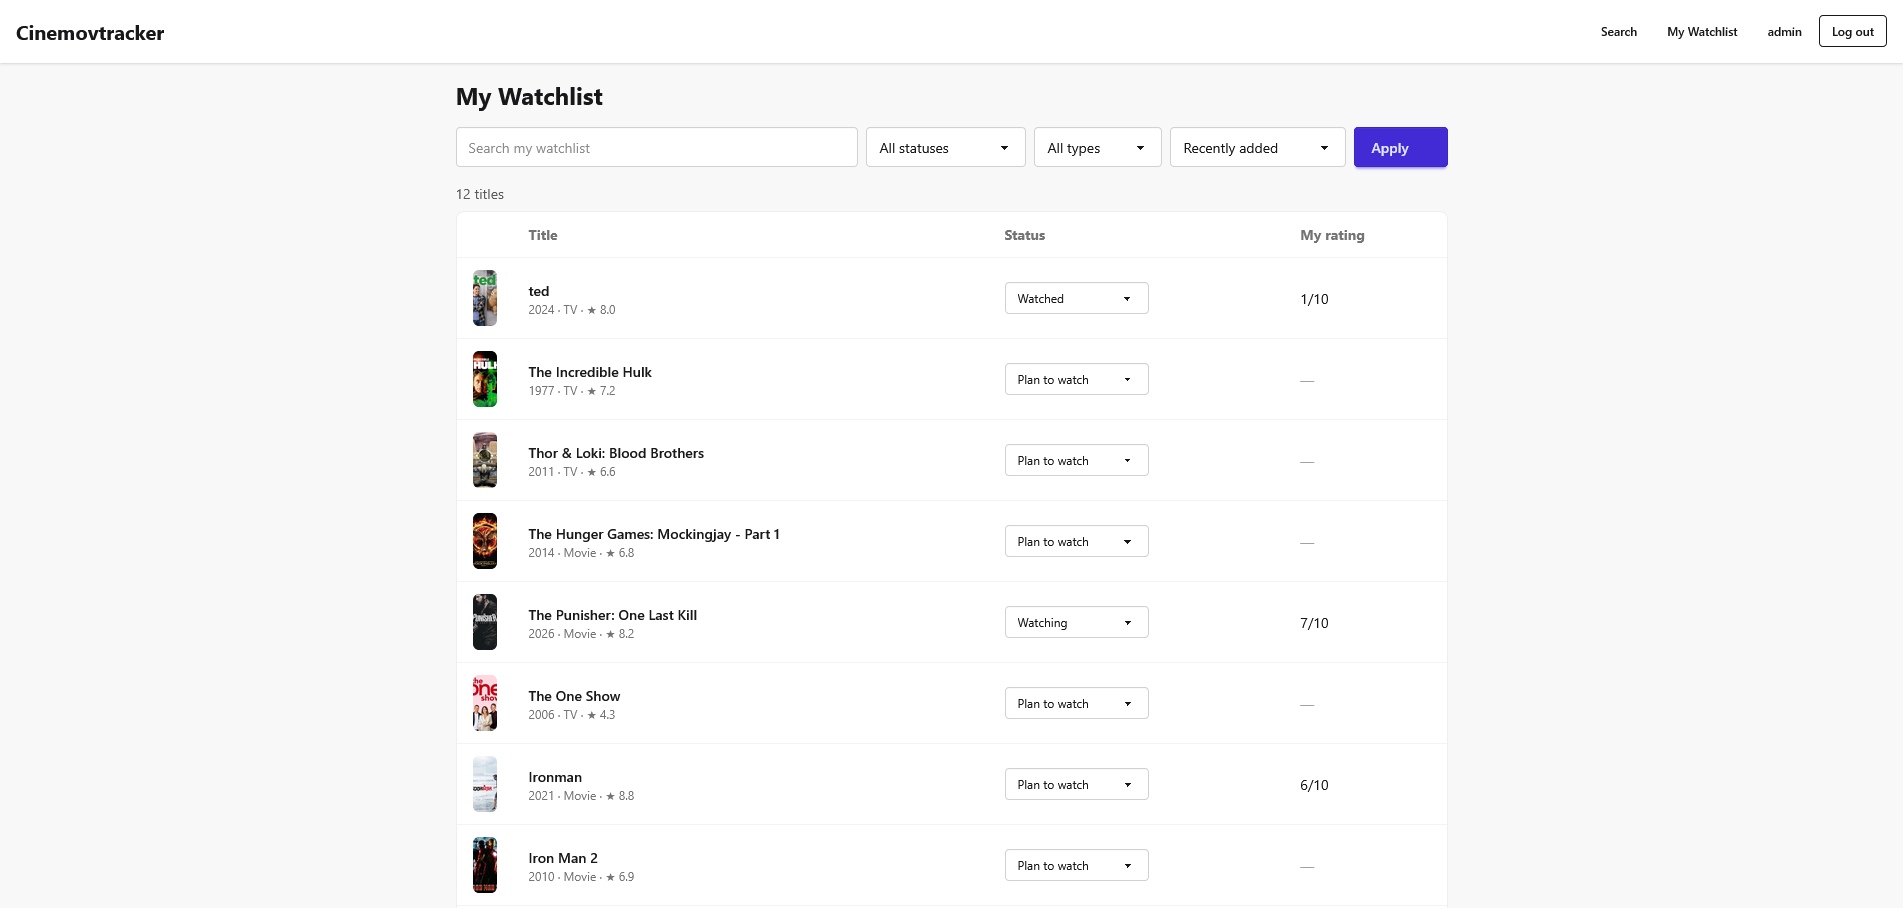 Cinemovtracker
Search My Watchlist admin Log out
My Watchlist
Search my watchlist All statuses All types Recently added Apply
12 titles
Title Status My rating
ted
ted
2024 · TV · ★ 8.0
Watched
1/10
HULK
The Incredible Hulk
1977 · TV · ★ 7.2
Plan to watch
—
Thor & Loki: Blood Brothers
2011 · TV · ★ 6.6
Plan to watch
—
The Hunger Games: Mockingjay - Part 1
2014 · Movie · ★ 6.8
Plan to watch
—
The Punisher: One Last Kill
2026 · Movie · ★ 8.2
Watching
7/10
the
one
show
The One Show
2006 · TV · ★ 4.3
Plan to watch
—
Ironman
2021 · Movie · ★ 8.8
Plan to watch
6/10
Iron Man 2
2010 · Movie · ★ 6.9
Plan to watch
—